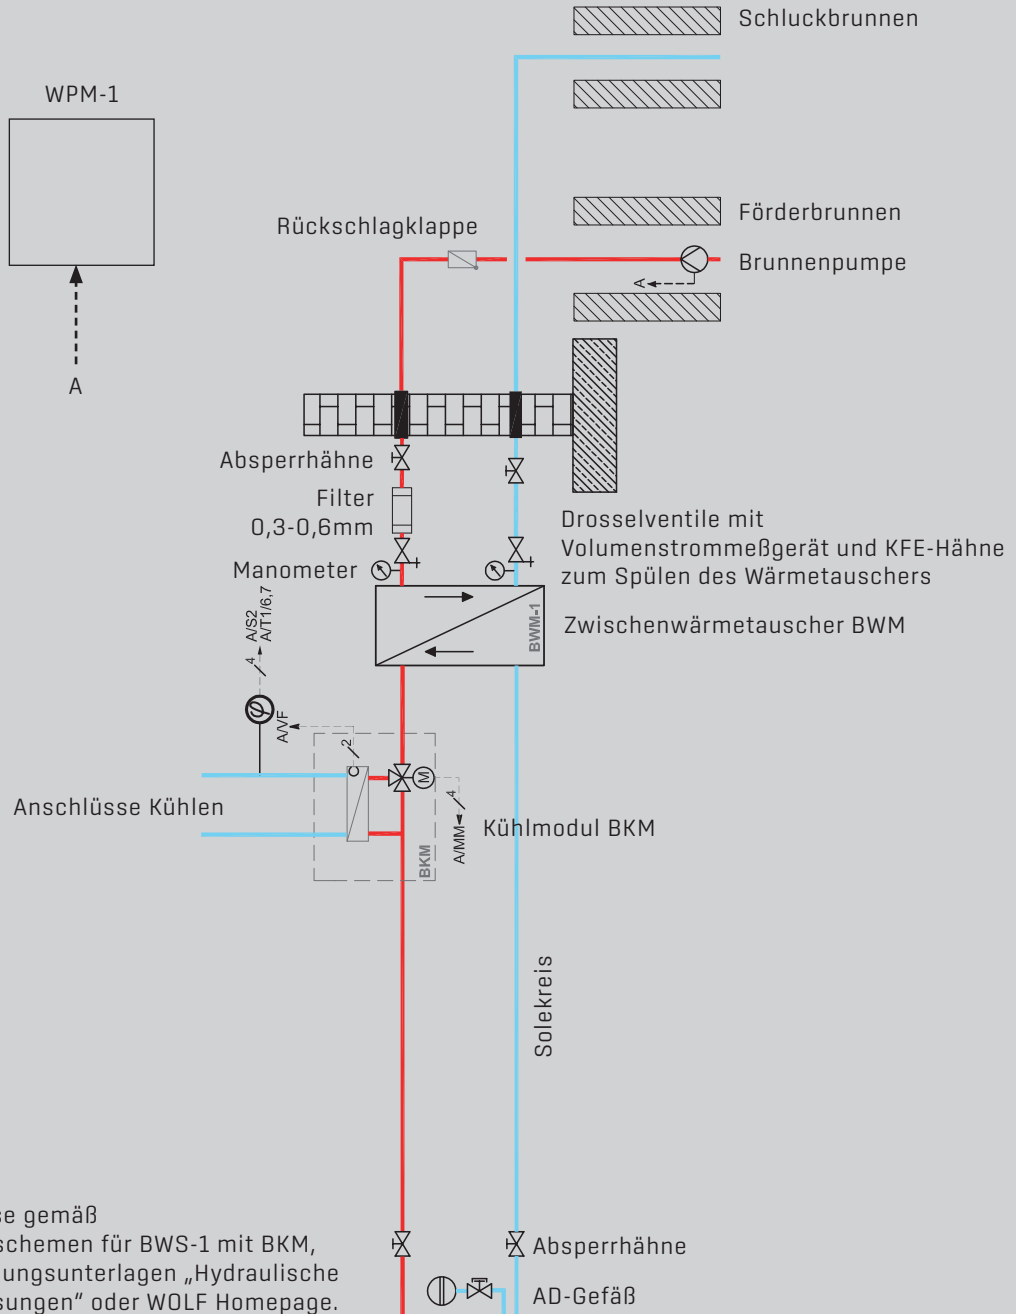 Schluckbrunnen
WPM-1
Förderbrunnen
Rückschlagklappe
Brunnenpumpe
A
A
Absperrhähne
Filter
0,3-0,6mm
Drosselventile mit
Volumenstrommeßgerät und KFE-Hähne
zum Spülen des Wärmetauschers
Manometer
A/S2
A/T1/6,7
4
BWM-1
Zwischenwärmetauscher BWM
A/VF
2
M
4
A/MM
Anschlüsse Kühlen
Kühlmodul BKM
BKM
Solekreis
se gemäß
schemen für BWS-1 mit BKM,
ungsunterlagen „Hydraulische
sungen“ oder WOLF Homepage.
Absperrhähne
AD-Gefäß